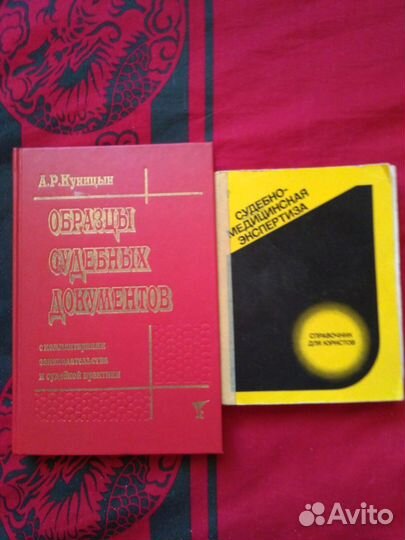 А.Р.Куницын
ОБРАЗЦЫ
СУДЕБНЫХ
ДОКУМЕНТОВ
с комментариями
законодательства
и судебной практики
СУДЕБНО-
МЕДИЦИНСКАЯ
ЭКСПЕРТИЗА
СПРАВОЧНИК
ДЛЯ ЮРИСТОВ
Avito